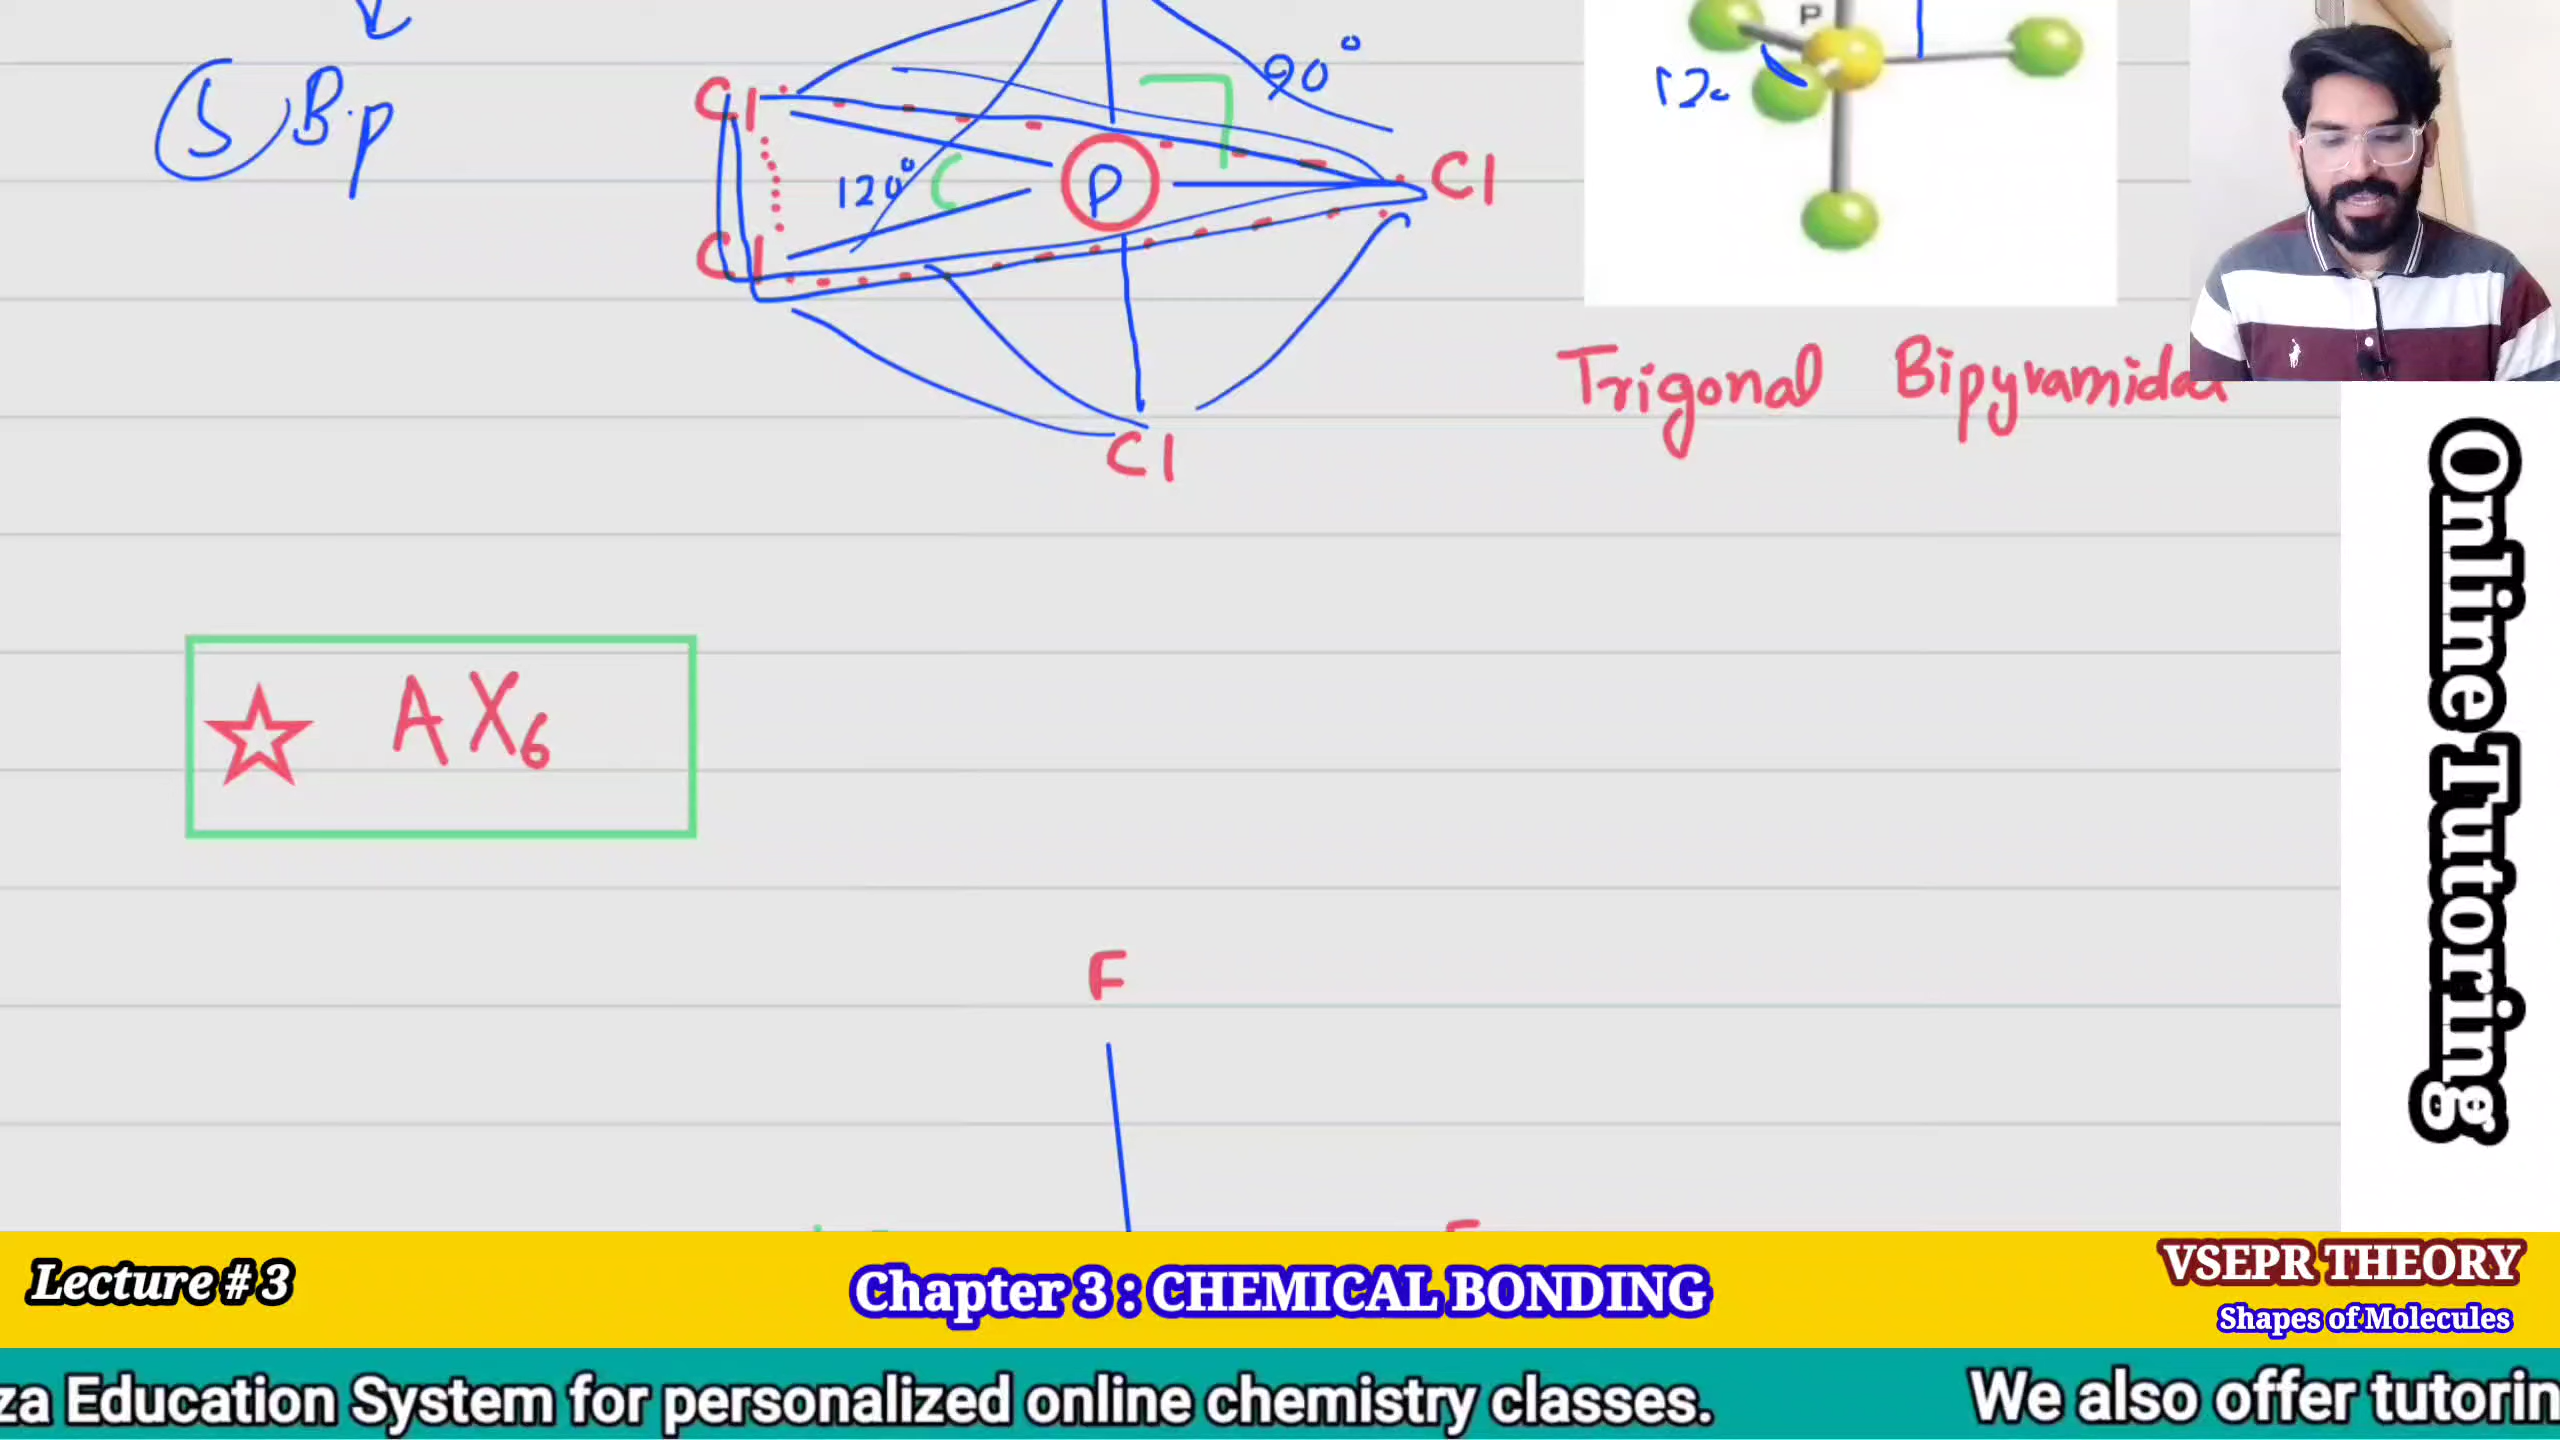 5 B.p
Cl
Cl
120°
P
90°
Cl
Cl
P
120
Trigonal Bipyramidal
☆ AX₆
F
Online Tutoring
Lecture # 3
Chapter 3 : CHEMICAL BONDING
VSEPR THEORY
Shapes of Molecules
za Education System for personalized online chemistry classes.
We also offer tutorin